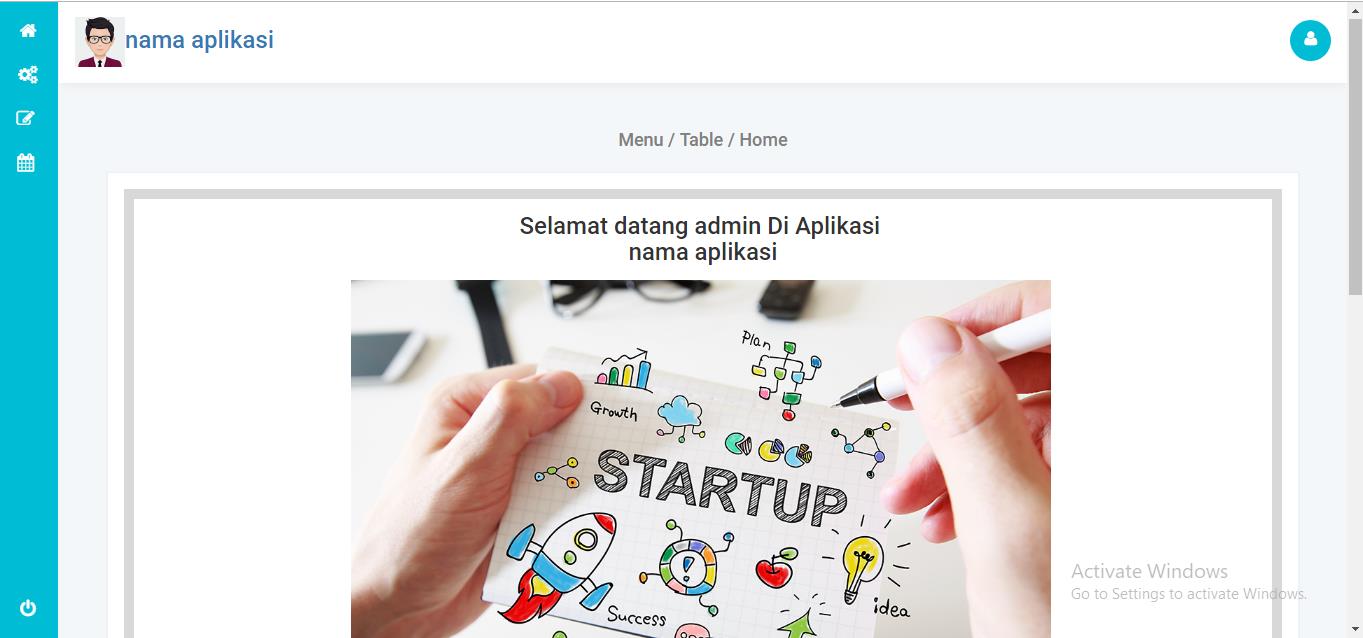 nama aplikasi
Menu / Table / Home
Selamat datang admin Di Aplikasi
nama aplikasi
Plan
Growth
STARTUP
idea
Success
Activate Windows
Go to Settings to activate Windows.